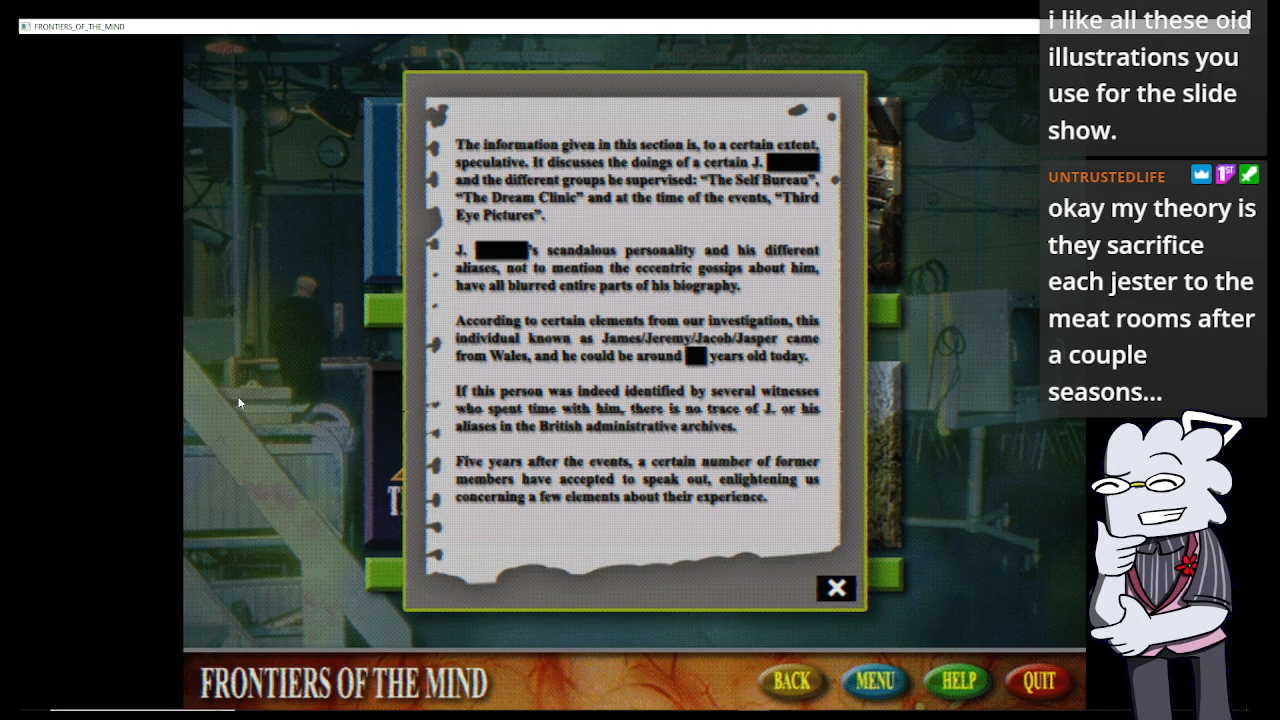 FRONTIERS_OF_THE_MIND
i like all these old
illustrations you
use for the slide
show.
UNTRUSTEDLIFE
okay my theory is
they sacrifice
each jester to the
meat rooms after
a couple
seasons...
The information given in this section is, to a certain extent,
speculative. It discusses the doings of a certain J.
and the different groups he supervised: “The Self Bureau”,
“The Dream Clinic” and at the time of the events, “Third
Eye Pictures”.
J. 's scandalous personality and his different
aliases, not to mention the eccentric gossips about him,
have all blurred entire parts of his biography.
According to certain elements from our investigation, this
individual known as James/Jeremy/Jacob/Jasper came
from Wales, and he could be around years old today.
If this person was indeed identified by several witnesses
who spent time with him, there is no trace of J. or his
aliases in the British administrative archives.
Five years after the events, a certain number of former
members have accepted to speak out, enlightening us
concerning a few elements about their experience.
FRONTIERS OF THE MIND
BACK
MENU
HELP
QUIT